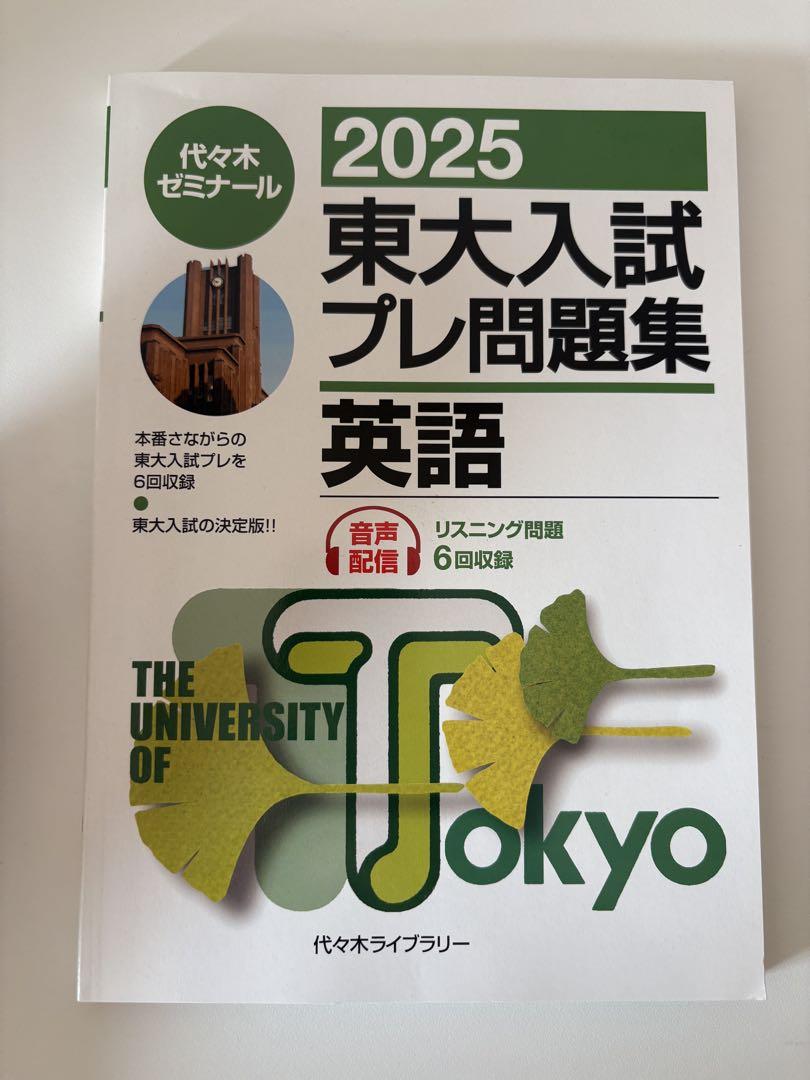 代々木
ゼミナール
2025
東大入試
プレ問題集
英語
本番さながらの
東大入試プレを
6回収録
東大入試の決定版!!
音声
配信
リスニング問題
6回収録
THE
UNIVERSITY
OF
Tokyo
代々木ライブラリー